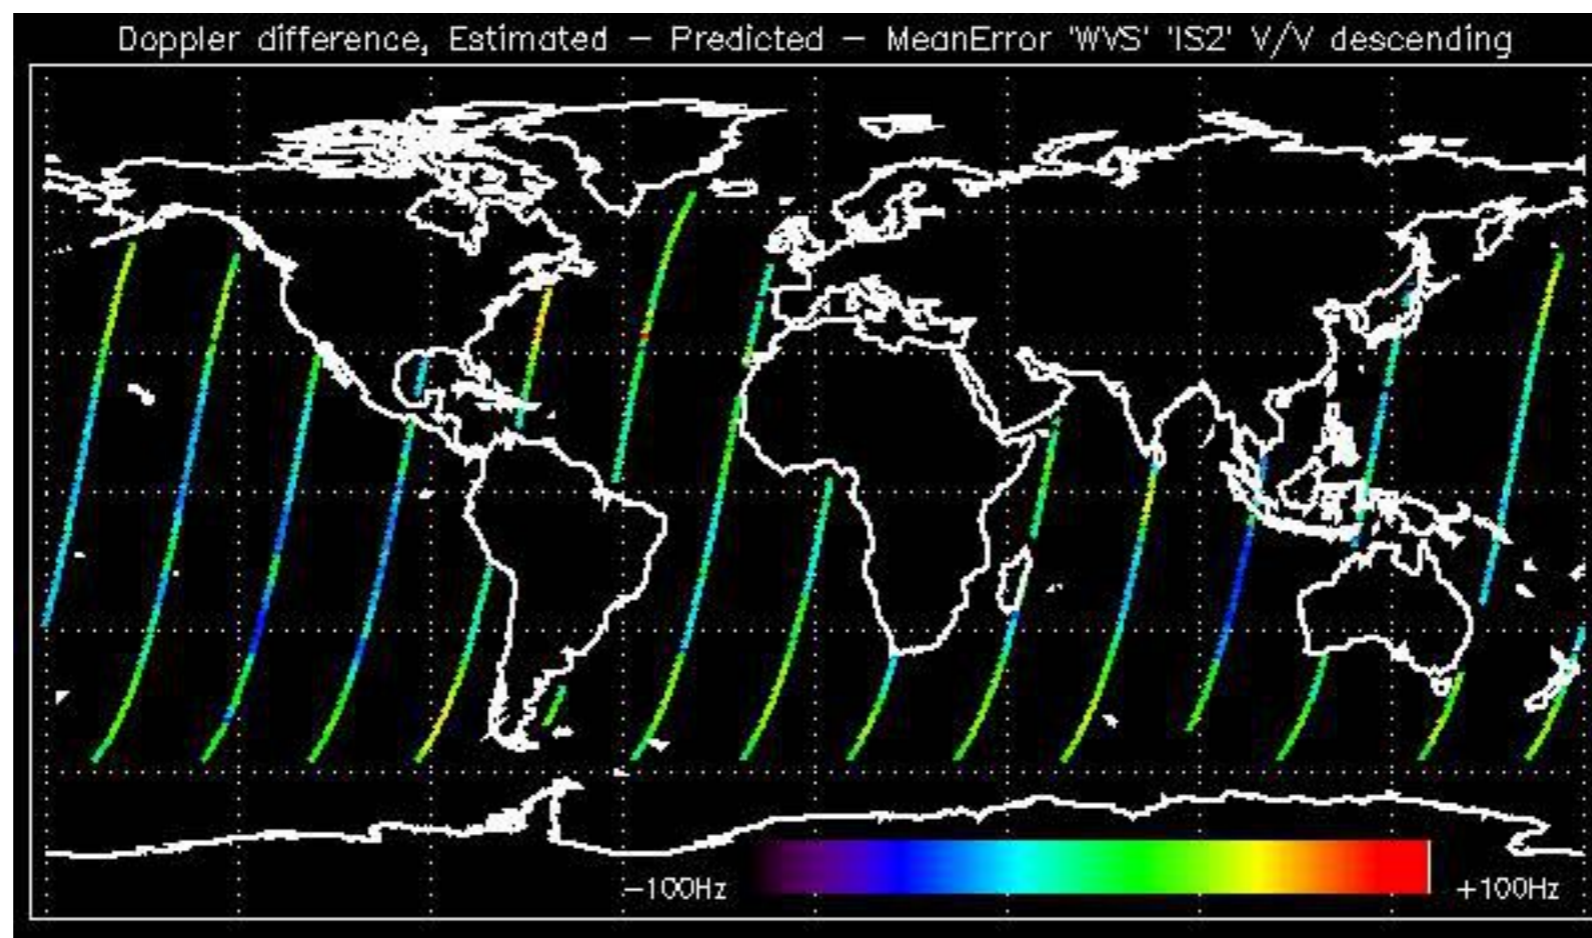 Doppler difference, Estimated – Predicted – MeanError 'WVS' 'IS2' V/V descending
-100Hz +100Hz